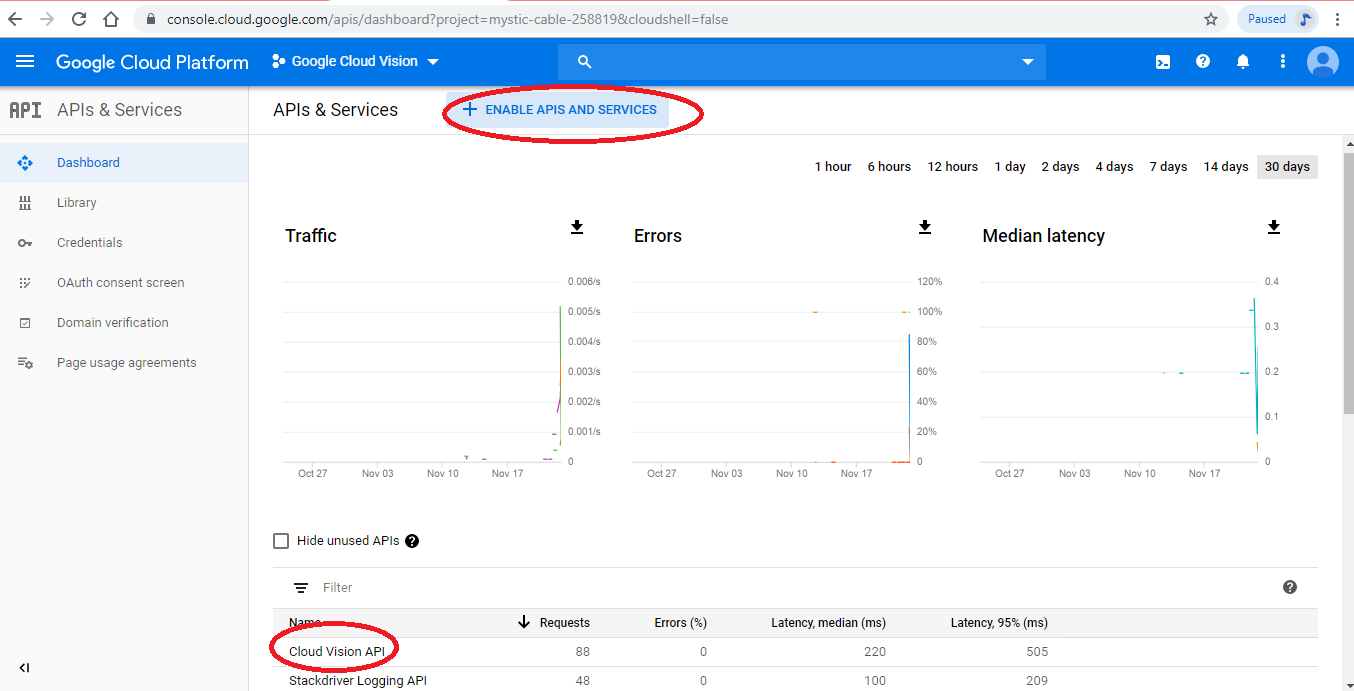 console.cloud.google.com/apis/dashboard?project=mystic-cable-258819&cloudshell=false
Paused
Google Cloud Platform
Google Cloud Vision
API APIs & Services
APIs & Services
+ ENABLE APIS AND SERVICES
Dashboard
Library
Credentials
OAuth consent screen
Domain verification
Page usage agreements
1 hour 6 hours 12 hours 1 day 2 days 4 days 7 days 14 days 30 days
Traffic
0.006/s
0.005/s
0.004/s
0.003/s
0.002/s
0.001/s
0
Oct 27 Nov 03 Nov 10 Nov 17
Errors
120%
100%
80%
60%
40%
20%
0
Oct 27 Nov 03 Nov 10 Nov 17
Median latency
0.4
0.3
0.2
0.1
0
Oct 27 Nov 03 Nov 10 Nov 17
Hide unused APIs
Filter
Name Requests Errors (%) Latency, median (ms) Latency, 95% (ms)
Cloud Vision API 88 0 220 505
Stackdriver Logging API 48 0 100 209